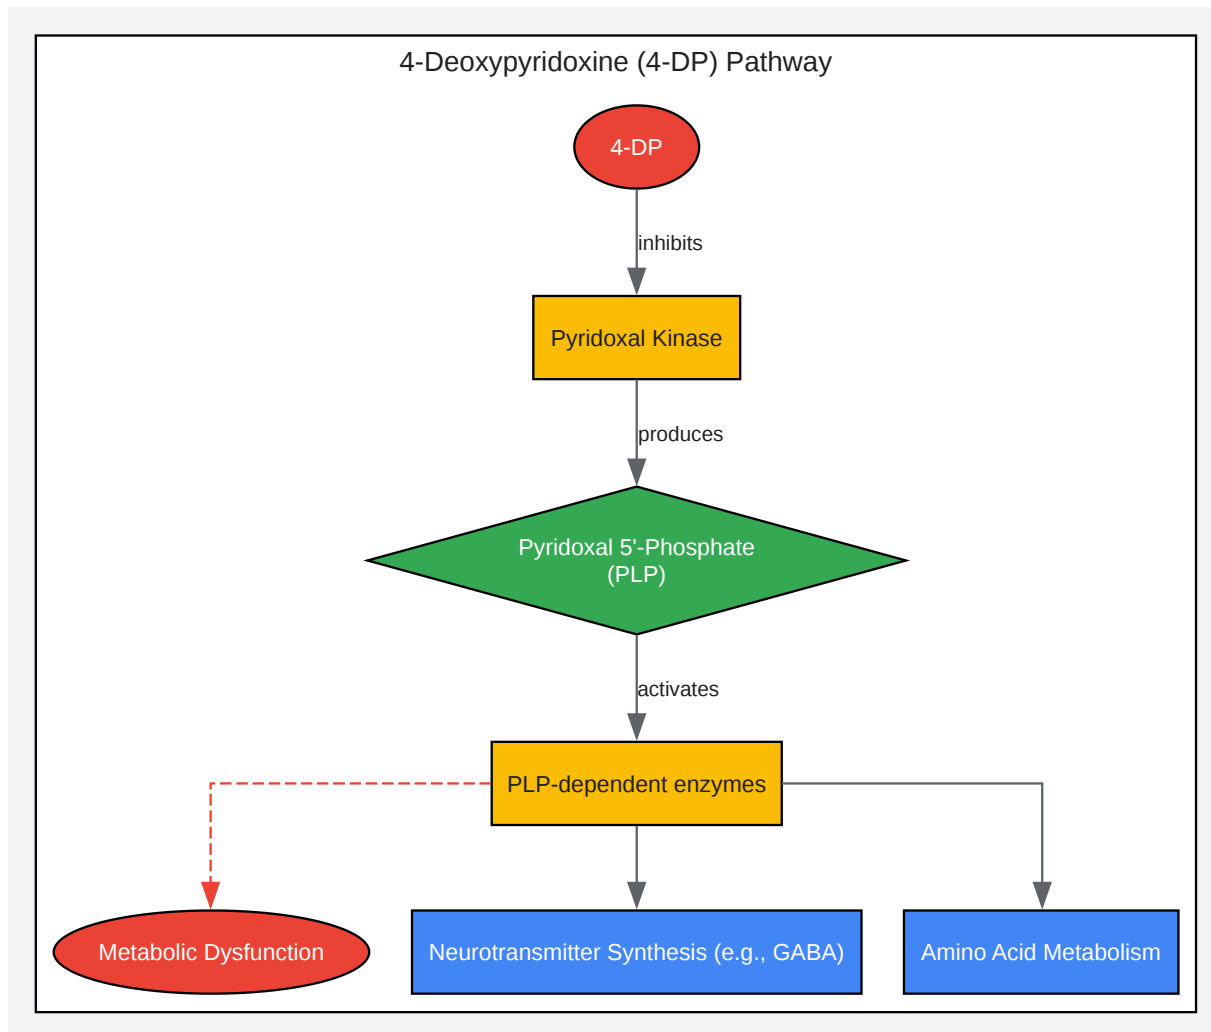 4-Deoxypyridoxine (4-DP) Pathway
4-DP
inhibits
Pyridoxal Kinase
produces
Pyridoxal 5'-Phosphate
(PLP)
activates
PLP-dependent enzymes
Metabolic Dysfunction
Neurotransmitter Synthesis (e.g., GABA)
Amino Acid Metabolism